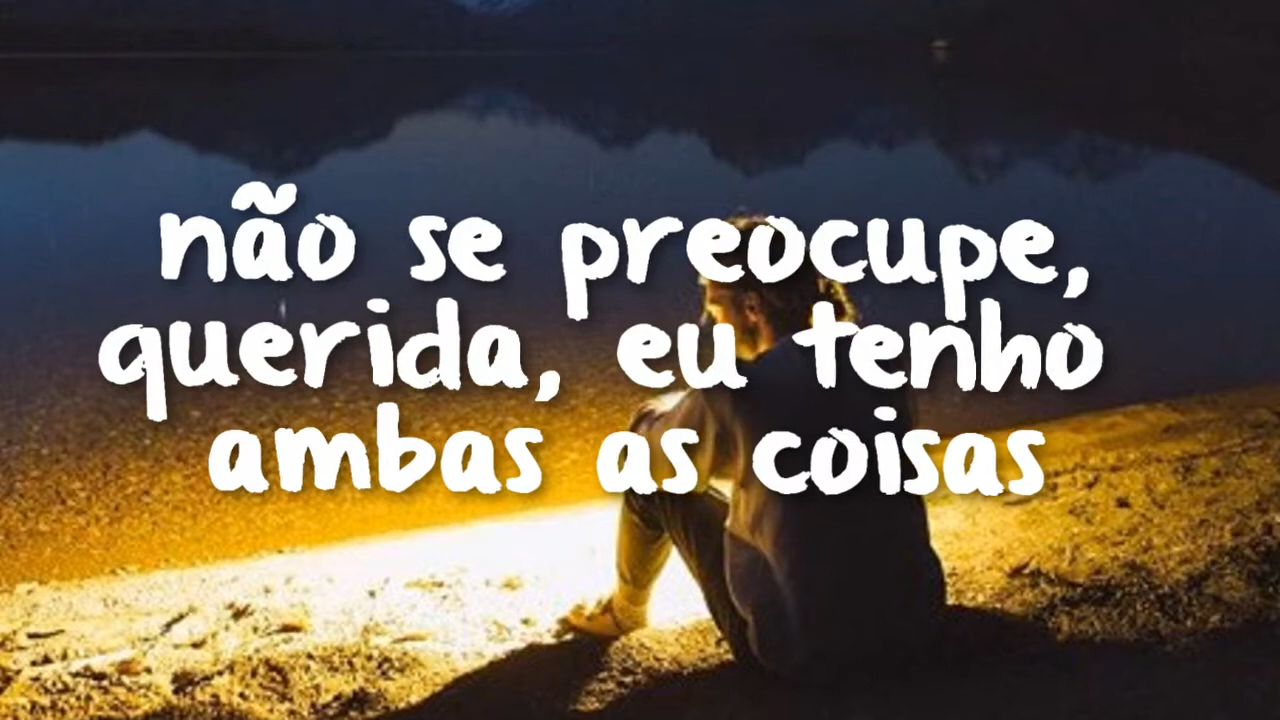 não se preocupe,
querida, eu tenho
ambas as coisas